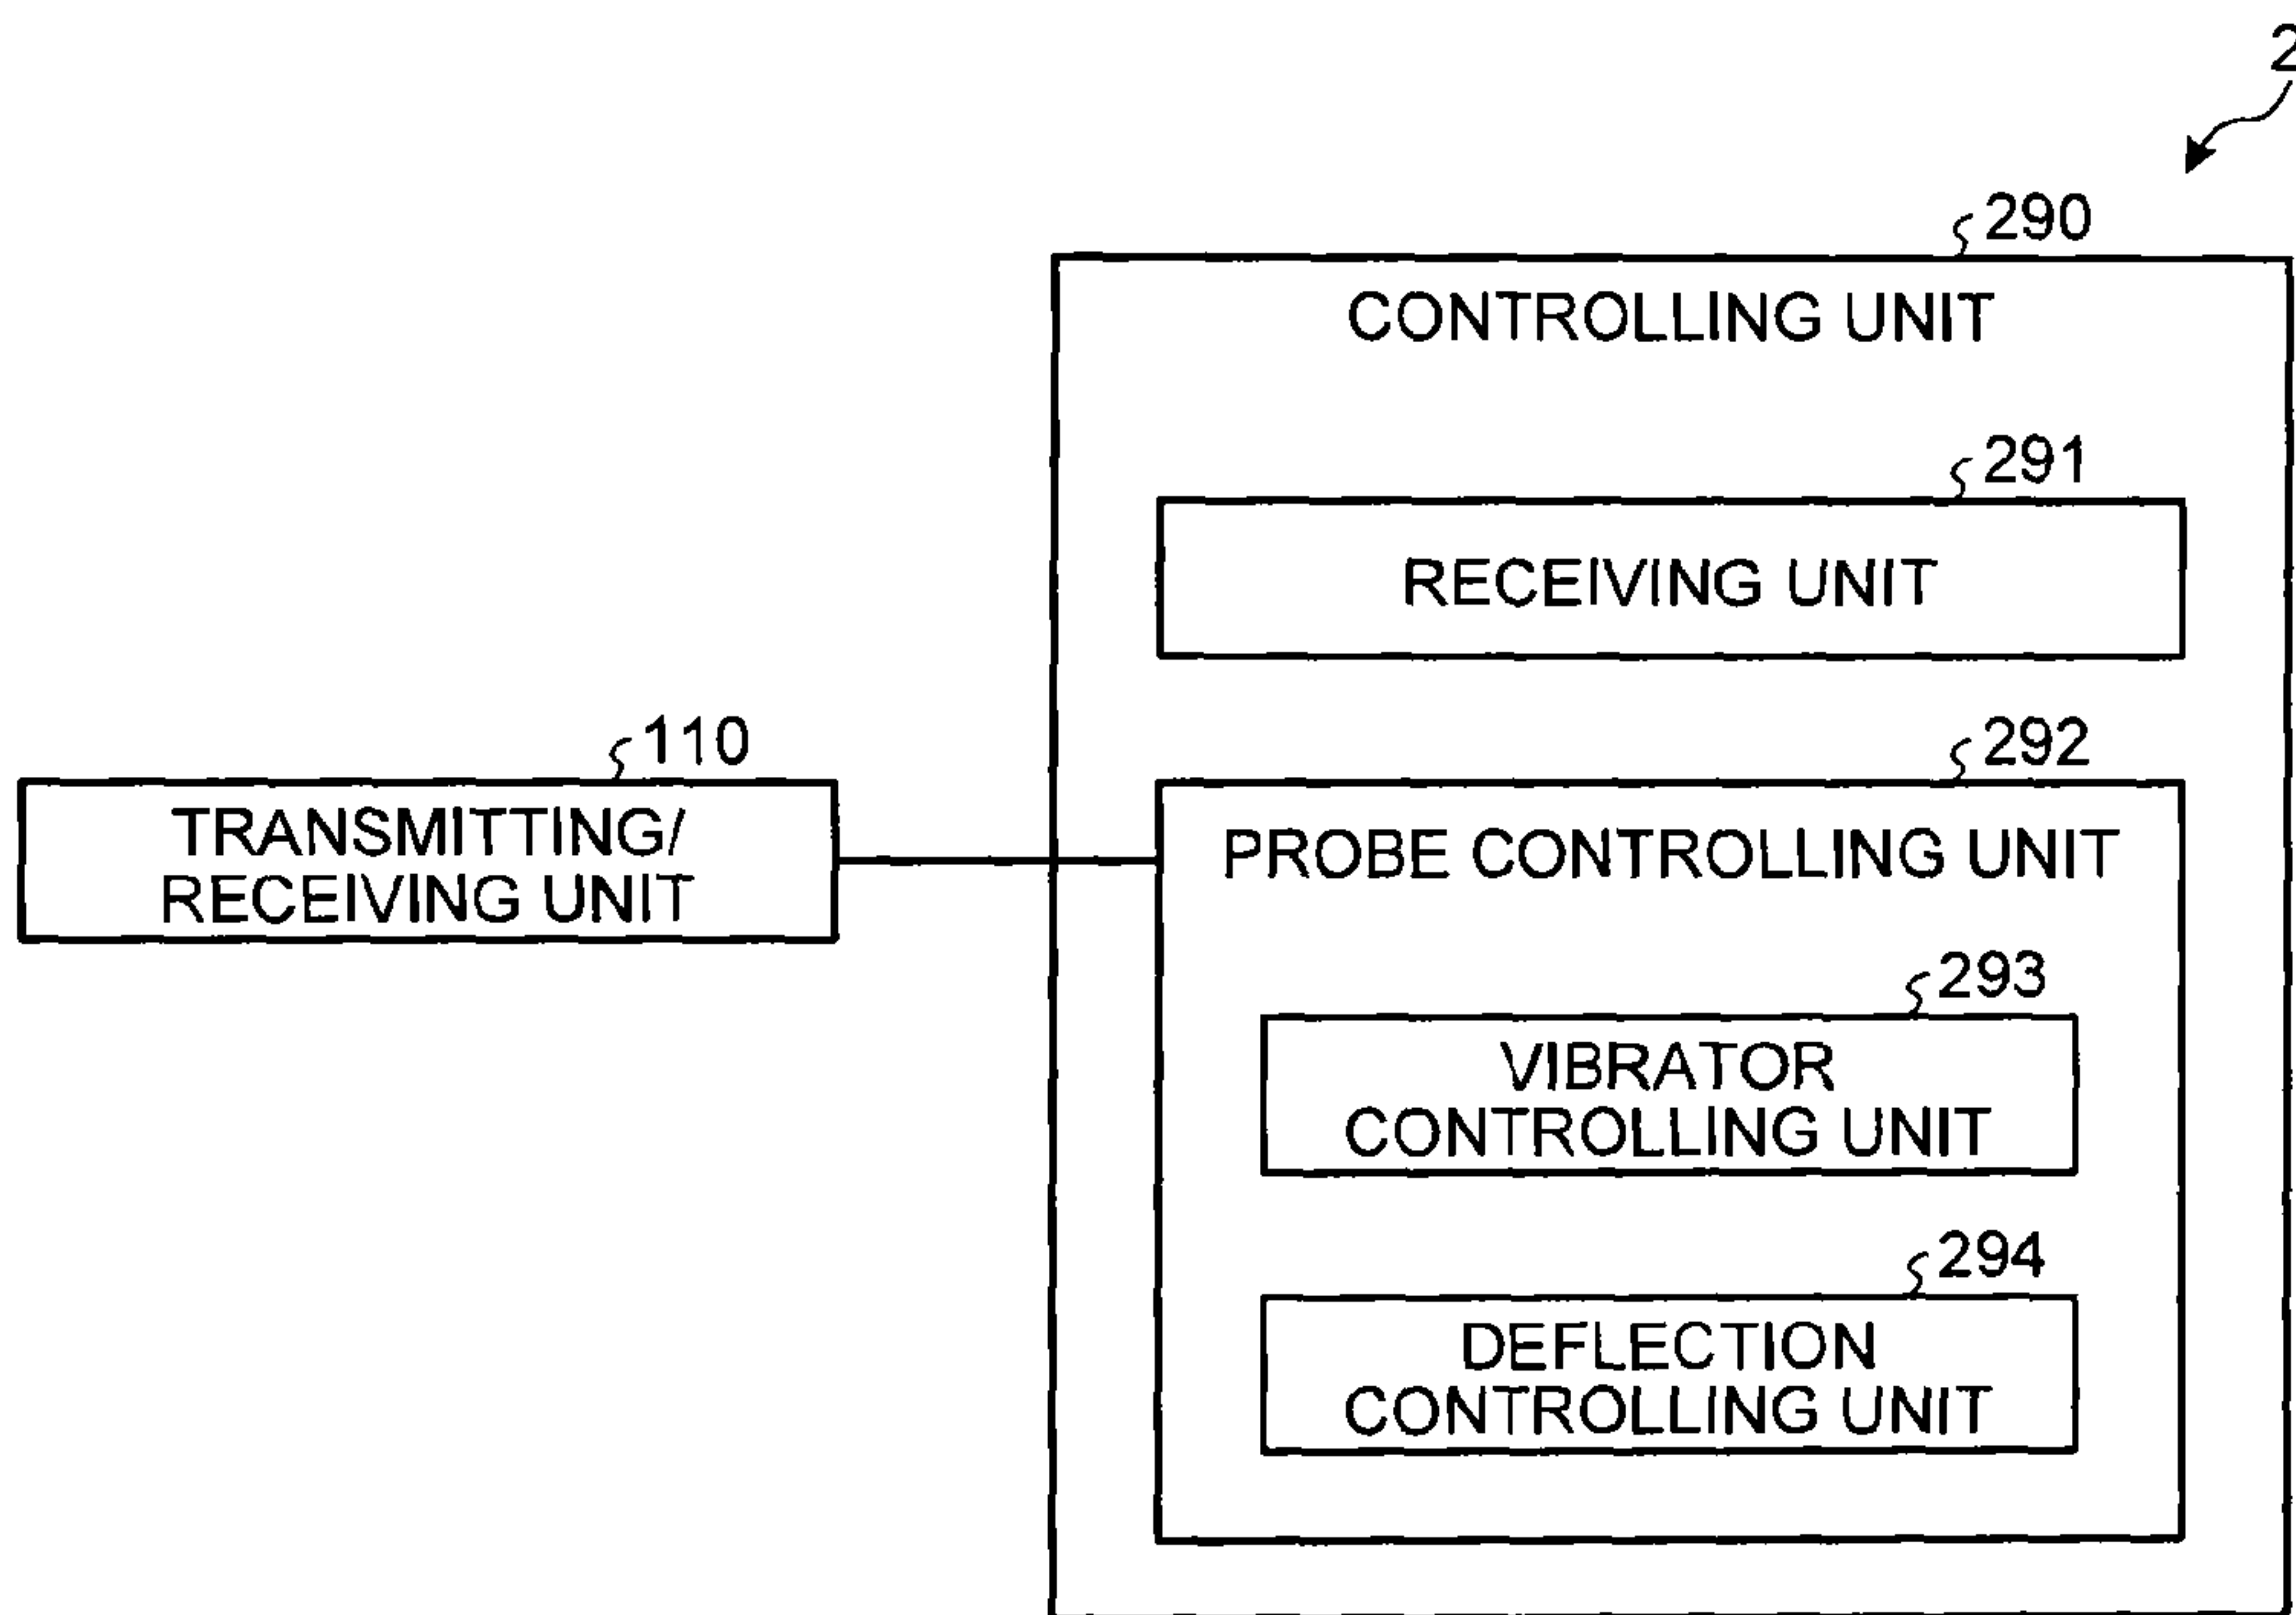 2
290
CONTROLLING UNIT
291
RECEIVING UNIT
110
TRANSMITTING/
RECEIVING UNIT
292
PROBE CONTROLLING UNIT
293
VIBRATOR
CONTROLLING UNIT
294
DEFLECTION
CONTROLLING UNIT